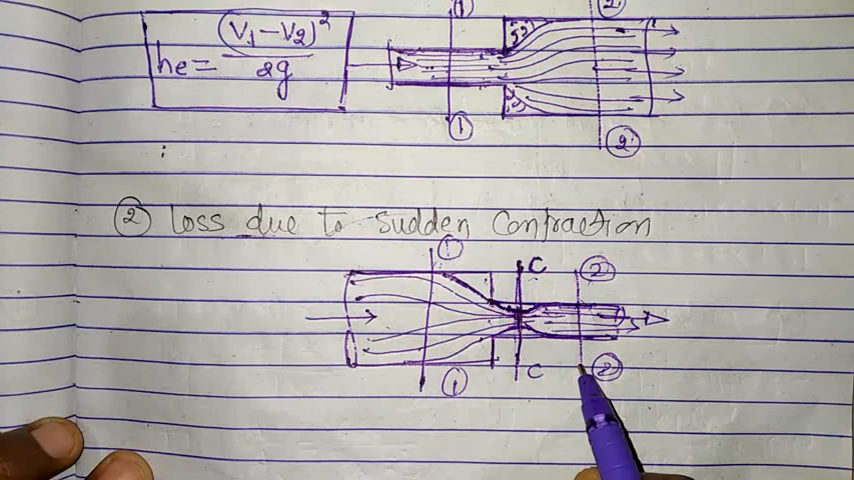 ① ②
he = (V₁ - V₂)² / 2g
① ②
② Loss due to Sudden Contraction
① C ②
① C ②